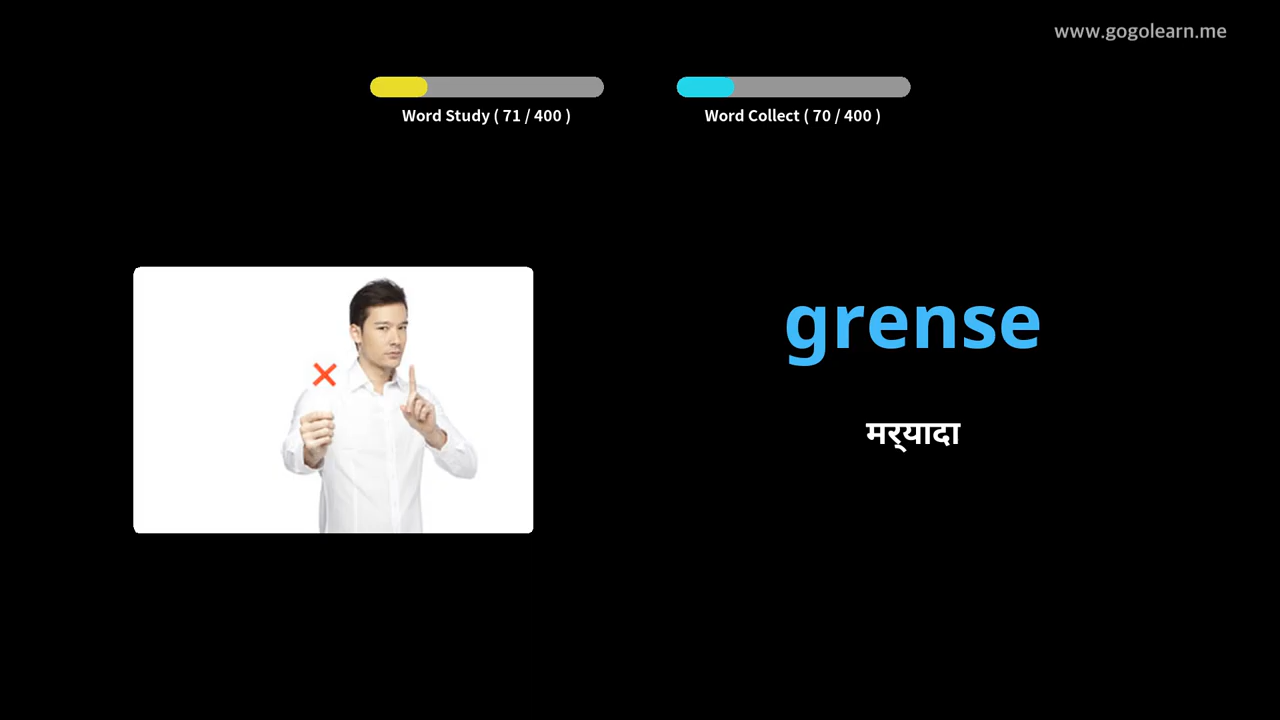 www.gogolearn.me
Word Study ( 71 / 400 )
Word Collect ( 70 / 400 )
grense
मर्यादा